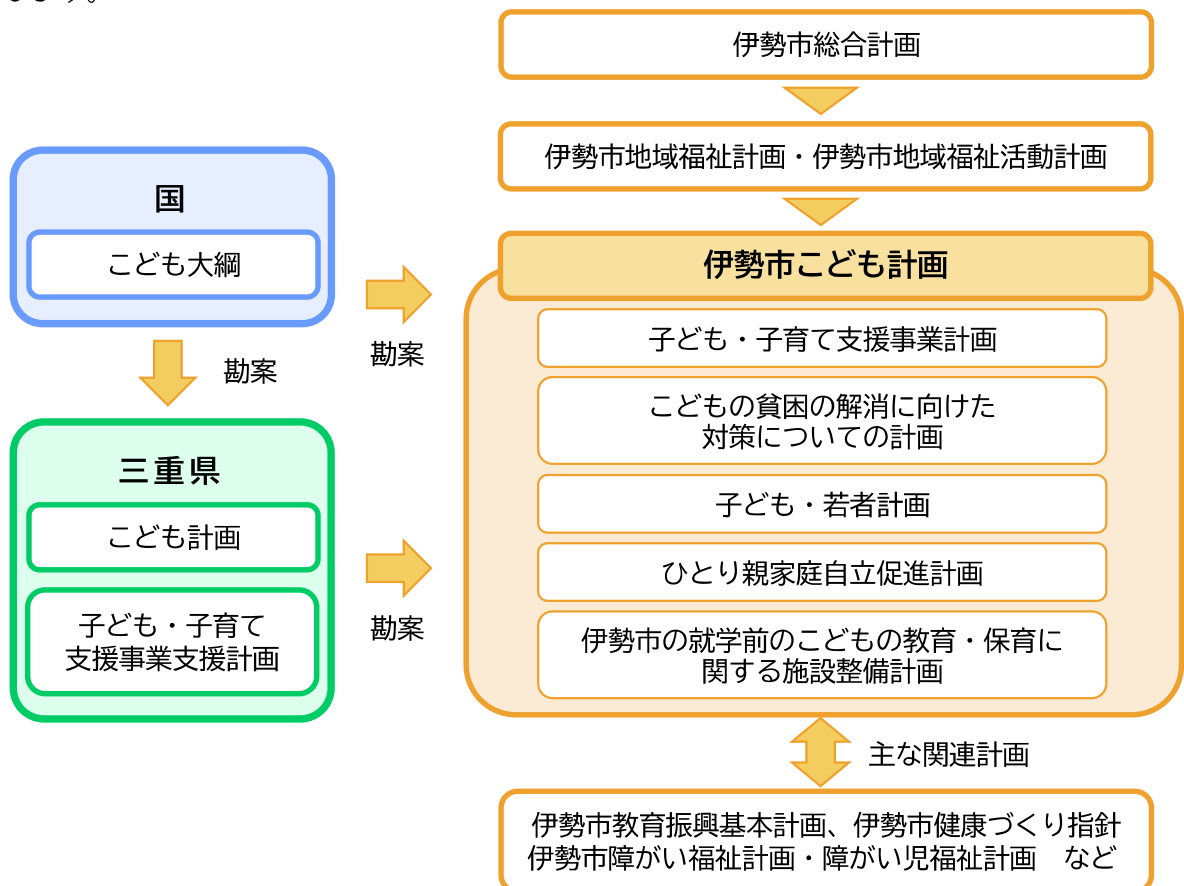 します。
伊勢市総合計画
伊勢市地域福祉計画・伊勢市地域福祉活動計画
国
こども大綱
勘案
勘案
三重県
こども計画
子ども・子育て
支援事業支援計画
勘案
伊勢市こども計画
子ども・子育て支援事業計画
こどもの貧困の解消に向けた
対策についての計画
子ども・若者計画
ひとり親家庭自立促進計画
伊勢市の就学前のこどもの教育・保育に
関する施設整備計画
主な関連計画
伊勢市教育振興基本計画、伊勢市健康づくり指針
伊勢市障がい福祉計画・障がい児福祉計画　など